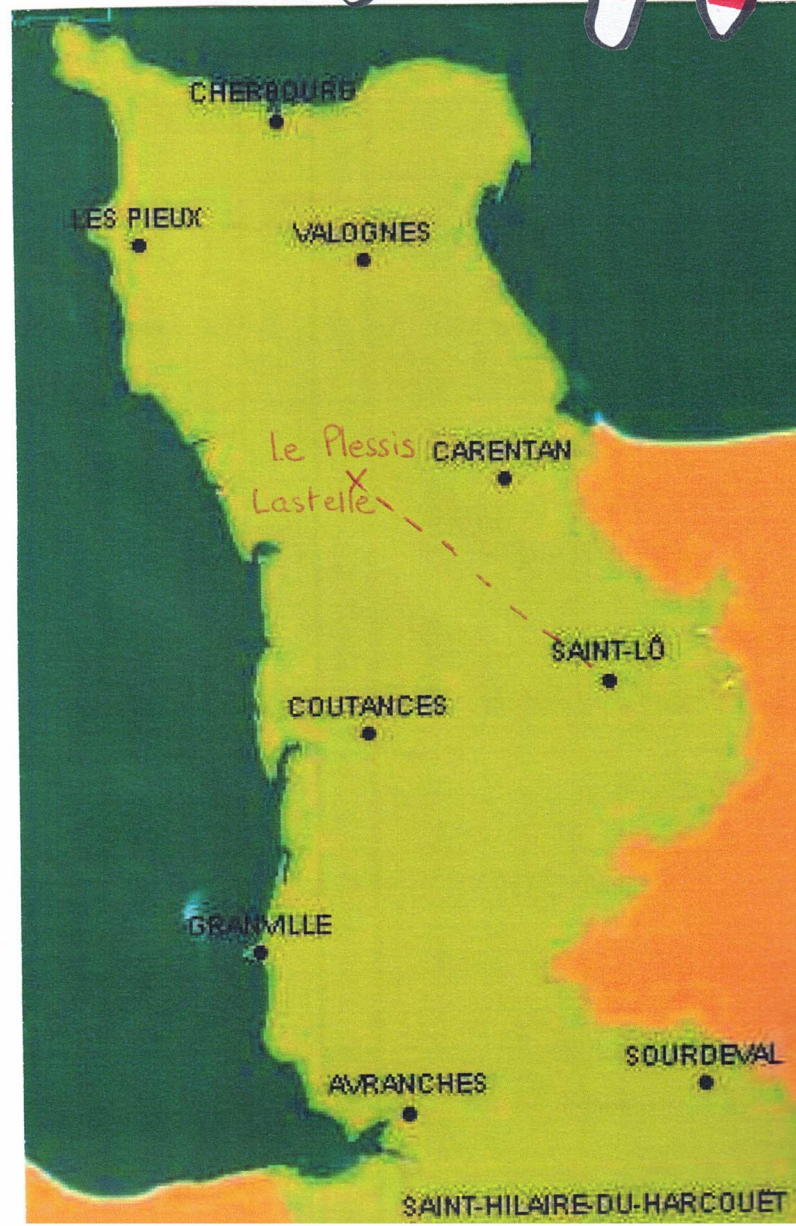 CHERBOURG
LES PIEUX
VALOGNES
Le Plessis
CARENTAN
Lastelle
SAINT-LÔ
COUTANCES
GRANVILLE
SOURDEVAL
AVRANCHES
SAINT-HILAIRE-DU-HARCOUËT